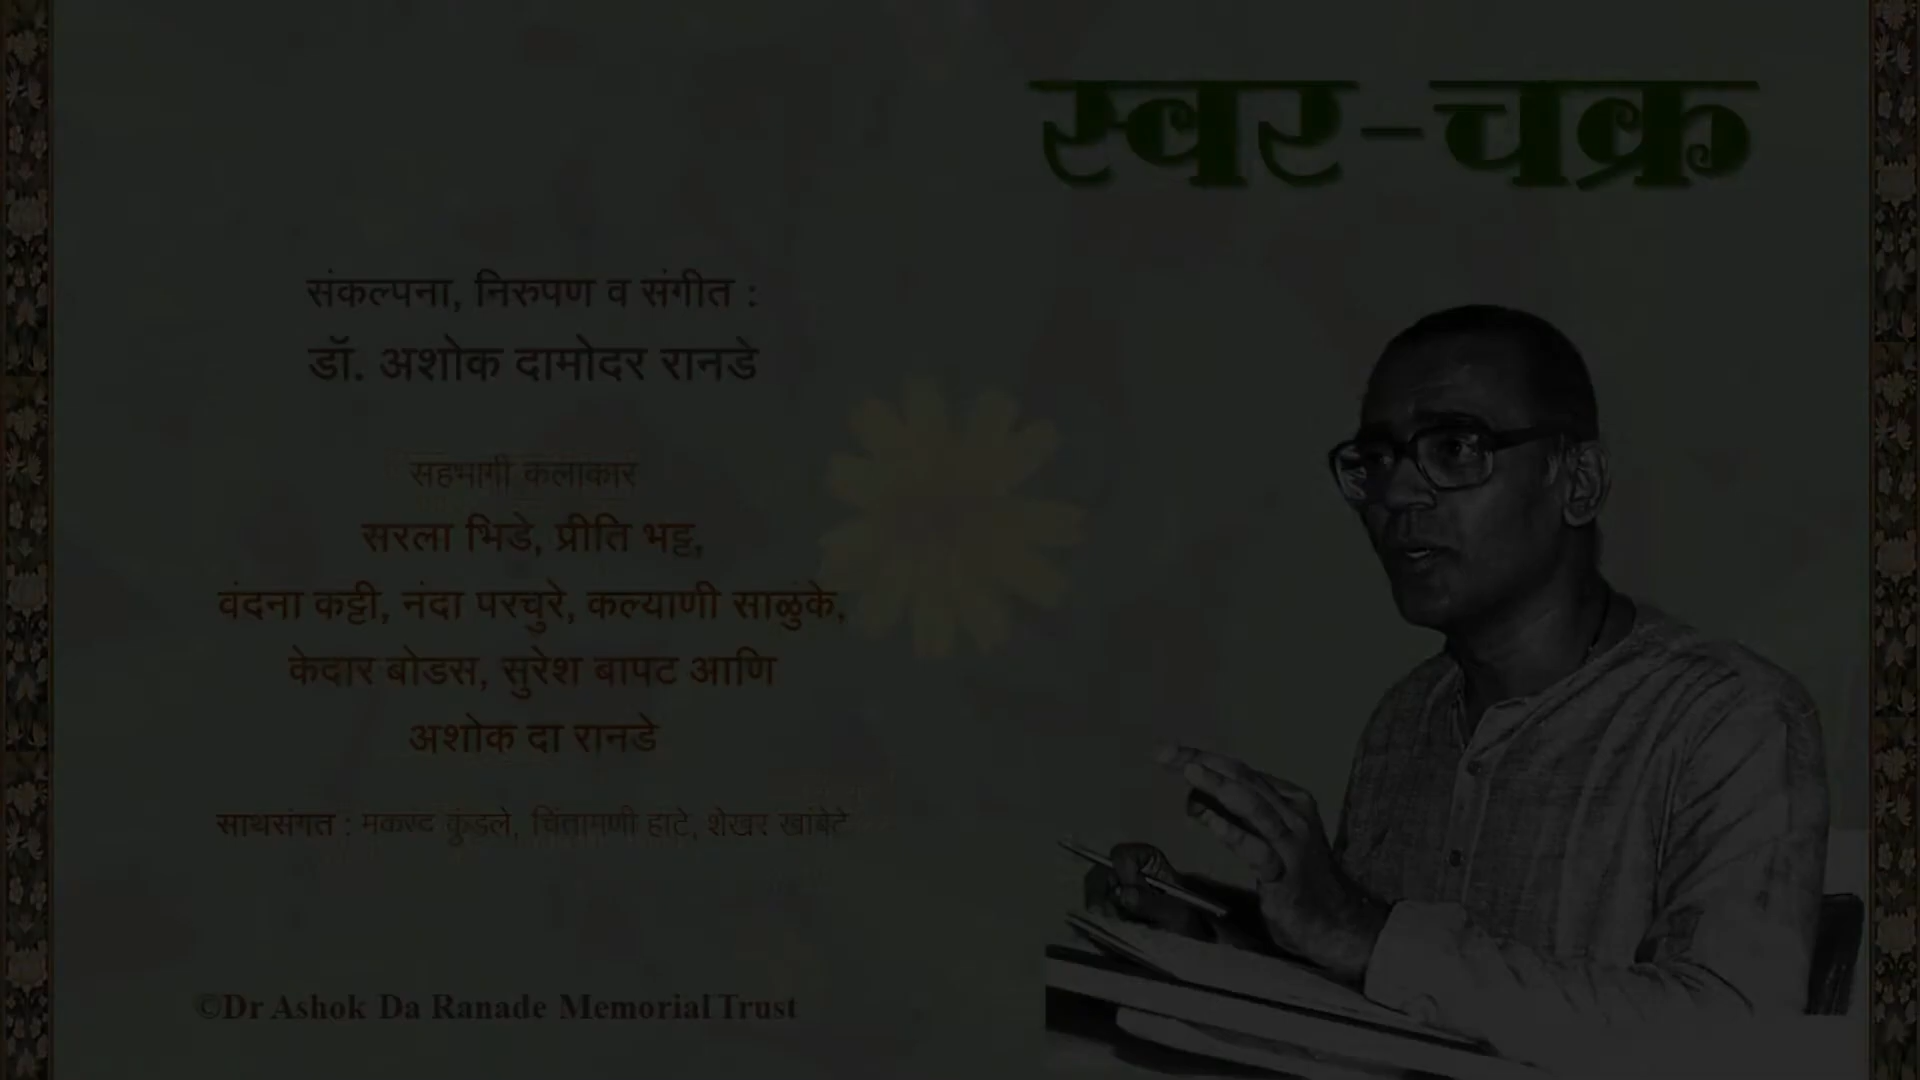 स्वर-चक्र
संकल्पना, निरुपण व संगीत :
डॉ. अशोक दामोदर रानडे
सहभागी कलाकार
सरला भिडे, प्रीति भट्ट,
वंदना कट्टी, नंदा परचुरे, कल्याणी साळुंके,
केदार बोडस, सुरेश बापट आणि
अशोक दा रानडे
साथसंगत : मकरंद कुंडले, चिंतामणी हाटे, शेखर खांबेटे
©Dr Ashok Da Ranade Memorial Trust